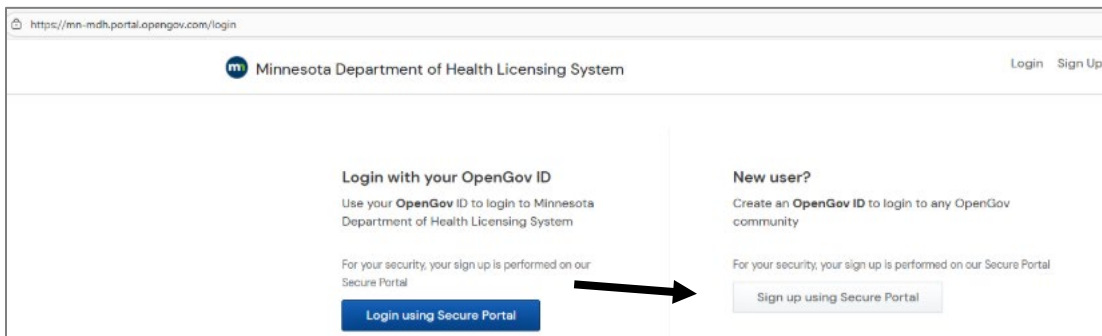 https://mn-mdh.portal.opengov.com/login
mn Minnesota Department of Health Licensing System
Login Sign Up
Login with your OpenGov ID
Use your OpenGov ID to login to Minnesota
Department of Health Licensing System
For your security, your sign up is performed on our
Secure Portal
Login using Secure Portal
New user?
Create an OpenGov ID to login to any OpenGov
community
For your security, your sign up is performed on our Secure Portal
Sign up using Secure Portal